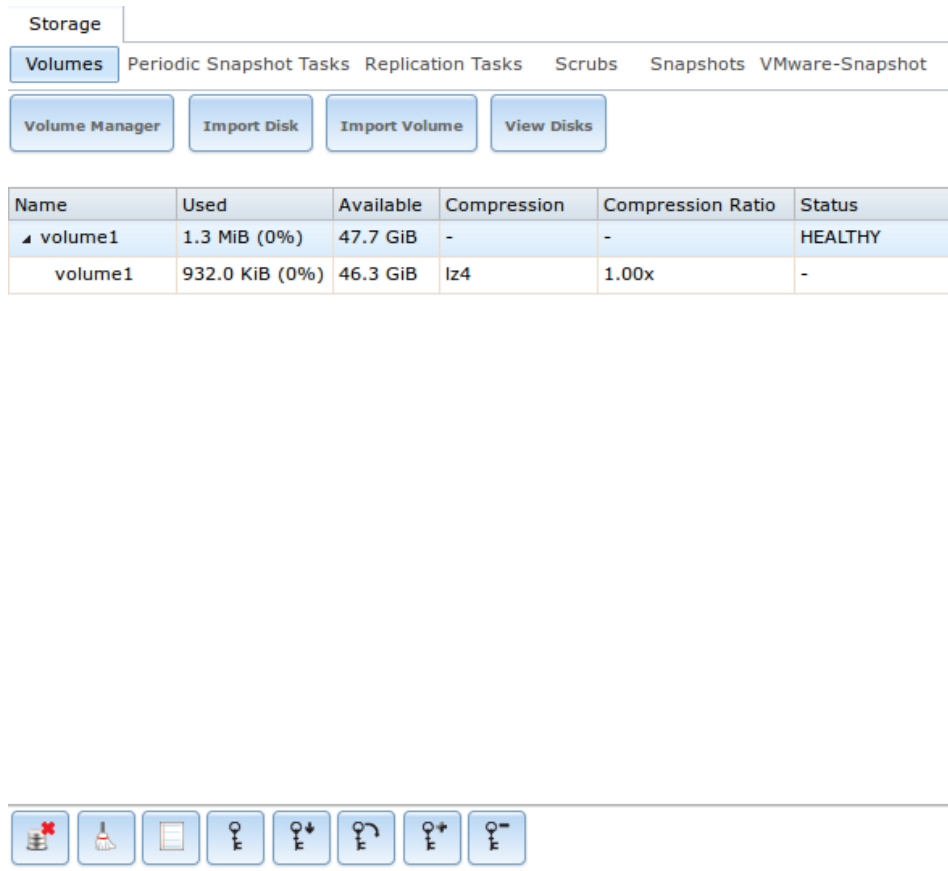 Storage
Volumes Periodic Snapshot Tasks Replication Tasks Scrubs Snapshots VMware-Snapshot
Volume Manager Import Disk Import Volume View Disks
Name Used Available Compression Compression Ratio Status
volume1 1.3 MiB (0%) 47.7 GiB - - HEALTHY
volume1 932.0 KiB (0%) 46.3 GiB lz4 1.00x -